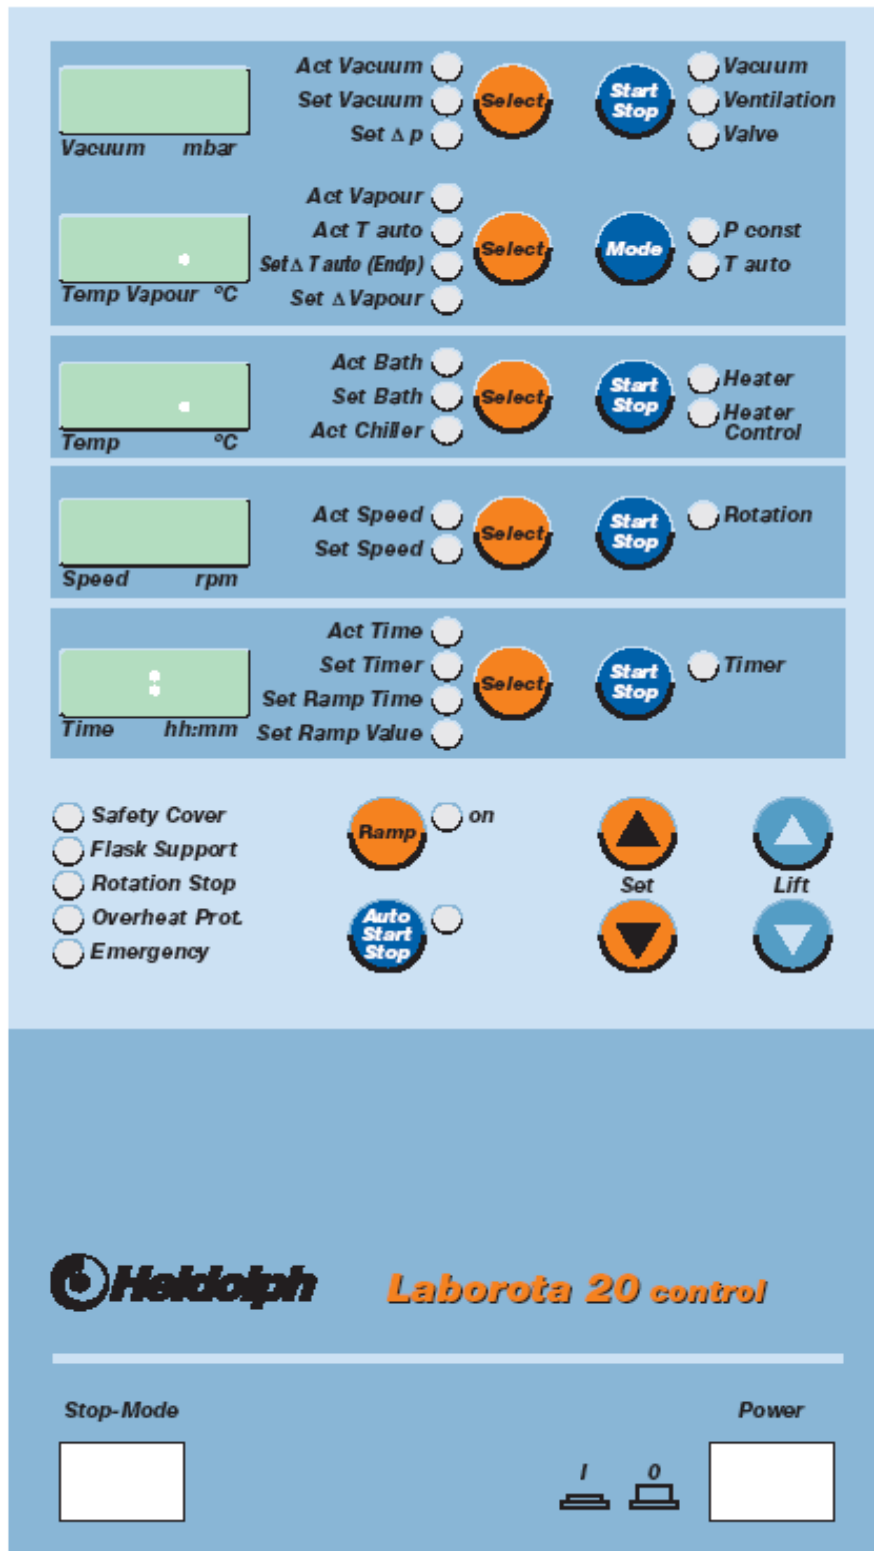 Act Vacuum
Set Vacuum
Set Δ p
Select
Start
Stop
Vacuum
Ventilation
Valve
Vacuum mbar
Act Vapour
Act T auto
Set Δ T auto (Endp)
Set Δ Vapour
Select
Mode
P const
T auto
Temp Vapour °C
Act Bath
Set Bath
Act Chiller
Select
Start
Stop
Heater
Heater
Control
Temp °C
Act Speed
Set Speed
Select
Start
Stop
Rotation
Speed rpm
Act Time
Set Timer
Set Ramp Time
Set Ramp Value
Select
Start
Stop
Timer
Time hh:mm
Safety Cover
Flask Support
Rotation Stop
Overheat Prot.
Emergency
Ramp
on
Auto
Start
Stop
Set
Lift
Heidolph
Laborota 20 control
Stop-Mode
Power
I 0